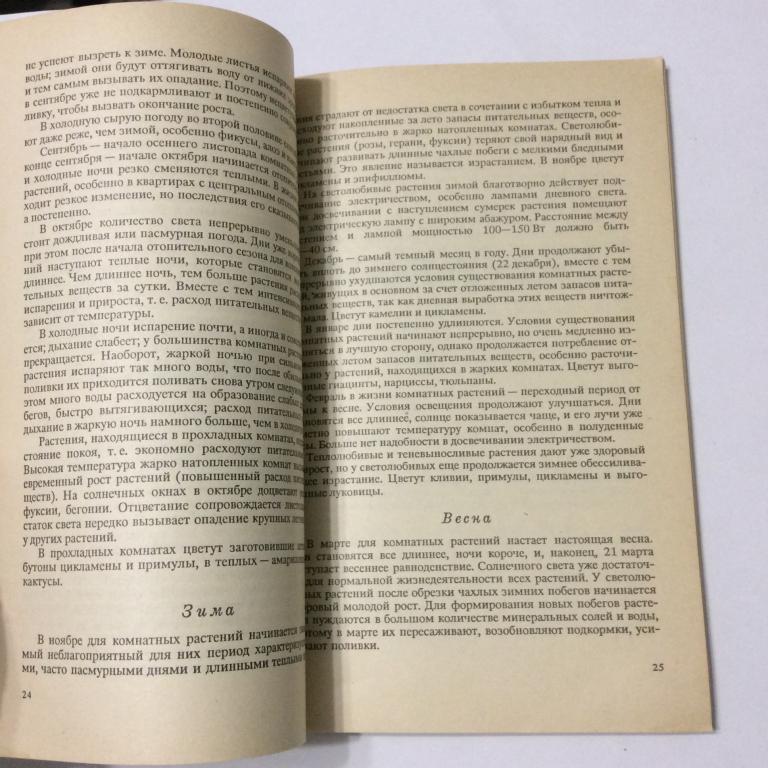 не успеют вызреть к зиме. Молодые листья испаряют
воды; зимой они будут оттягивать воду от нижних
и тем самым вызывать их опадание. Поэтому
в сентябре уже не подкармливают и постепенно
ливку, чтобы вызвать окончание роста.
В холодную сырую погоду во второй половине
ют даже реже, чем зимой, особенно фикусы, алоэ и
Сентябрь — начало осеннего листопада
конце сентября — начале октября начинается
и холодные ночи резко сменяются теплыми. В
растений, особенно в квартирах с центральным
ходит резкое изменение, но последствия его
а постепенно.
В октябре количество света непрерывно
стоит дождливая или пасмурная погода. Дни уже
при этом после начала отопительного сезона для
ний наступают теплые ночи, которые становятся
длиннее. Чем длиннее ночь, тем больше растения
тельных веществ за сутки. Вместе с тем
испарения и прироста, т. е. расход питательных
зависит от температуры.
В холодные ночи испарение почти, а иногда и
ется; дыхание слабеет; у большинства комнатных
прекращается. Наоборот, жаркой ночью при
растения испаряют так много воды, что после
поливки их приходится поливать снова утром
этом много воды расходуется на образование слабых
бегов, быстро вытягивающихся; расход
дыхание в жаркую ночь намного больше, чем в
Растения, находящиеся в прохладных комнатах,
стояние покоя, т. е. экономно расходуют
Высокая температура жарко натопленных комнат
евременный рост растений (повышенный расход
ществ). На солнечных окнах в октябре доцветают
фуксии, бегонии. Отцветание сопровождается
статок света нередко вызывает опадение крупных
у других растений.
В прохладных комнатах цветут заготовившие
бутоны цикламены и примулы, в теплых —
кактусы.
Зима
В ноябре для комнатных растений начинается
мый неблагоприятный для них период
ми, часто пасмурными днями и длинными теплыми
24
страдают от недостатка света в сочетании с избытком тепла и
накопленные за лето запасы питательных веществ, осо-
расточительно в жарко натопленных комнатах. Светолюби-
растения (розы, герани, фуксии) теряют свой нарядный вид и
развивать длинные чахлые побеги с мелкими бледными
Это явление называется израстанием. В ноябре цветут
и эпифиллюмы.
На светолюбивые растения зимой благотворно действует под-
электричеством, особенно лампами дневного света.
досвечивании с наступлением сумерек растения помещают
электрическую лампу с широким абажуром. Расстояние между
и лампой мощностью 100—150 Вт должно быть
—40 см.
Декабрь — самый темный месяц в году. Дни продолжают убы-
вплоть до зимнего солнцестояния (22 декабря), вместе с тем
ухудшаются условия существования комнатных расте-
живущих в основном за счет отложенных летом запасов пита-
так как дневная выработка этих веществ ничтож-
мала. Цветут камелии и цикламены.
В январе дни постепенно удлиняются. Условия существования
растений начинают непрерывно, но очень медленно из-
в лучшую сторону, однако продолжается потребление от-
летом запасов питательных веществ, особенно расточи-
у растений, находящихся в жарких комнатах. Цветут выго-
гиацинты, нарциссы, тюльпаны.
Февраль в жизни комнатных растений — переходный период от
к весне. Условия освещения продолжают улучшаться. Дни
все длиннее, солнце показывается чаще, и его лучи уже
повышают температуру комнат, особенно в полуденные
Больше нет надобности в досвечивании электричеством.
Теплолюбивые и теневыносливые растения дают уже здоровый
но у светолюбивых еще продолжается зимнее обессилива-
израстание. Цветут кливии, примулы, цикламены и выго-
луковицы.
Весна
В марте для комнатных растений настает настоящая весна.
становятся все длиннее, ночи короче, и, наконец, 21 марта
весеннее равноденствие. Солнечного света уже достаточ-
для нормальной жизнедеятельности всех растений. У светолю-
растений после обрезки чахлых зимних побегов начинается
молодой рост. Для формирования новых побегов расте-
нуждаются в большом количестве минеральных солей и воды,
в марте их пересаживают, возобновляют подкормки, уси-
поливки.
25